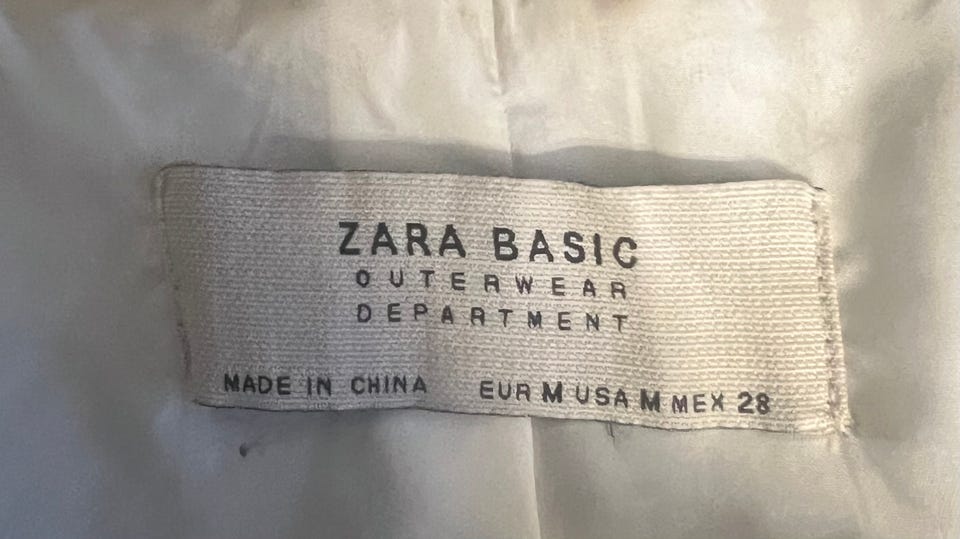 ZARA BASIC
OUTERWEAR
DEPARTMENT
MADE IN CHINA EUR M USA M MEX 28